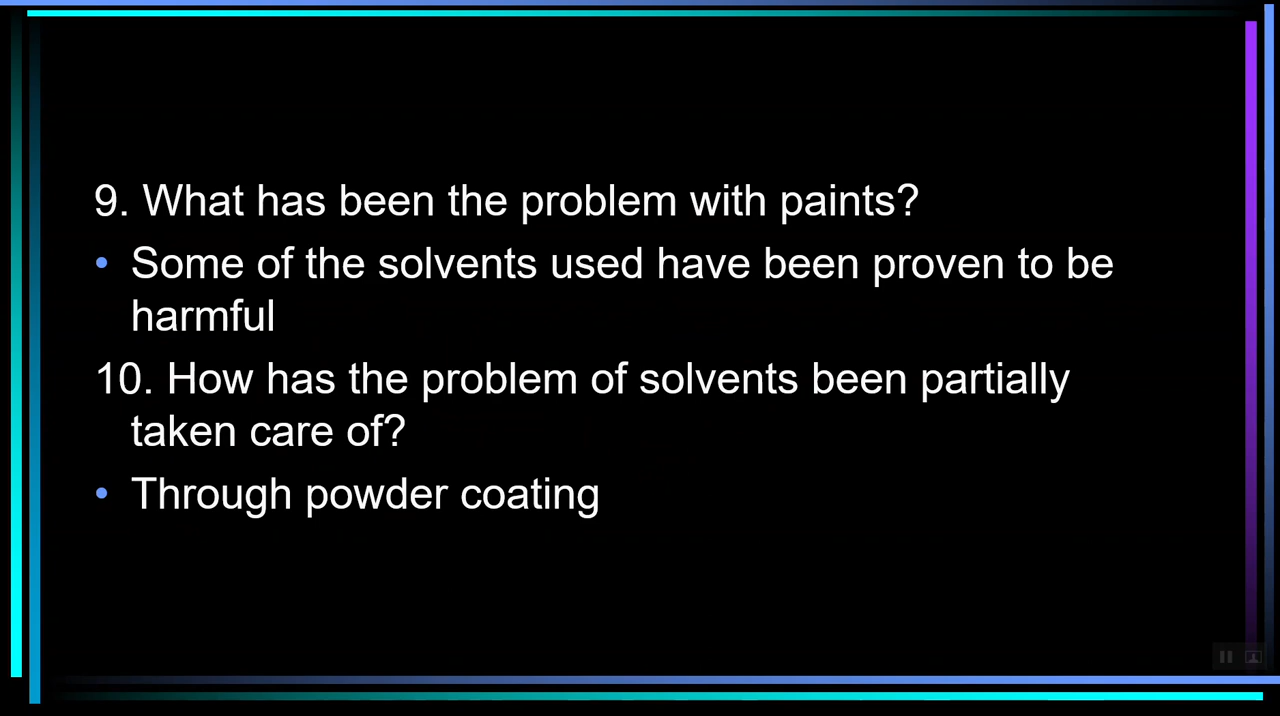 9. What has been the problem with paints?
• Some of the solvents used have been proven to be
harmful
10. How has the problem of solvents been partially
taken care of?
• Through powder coating